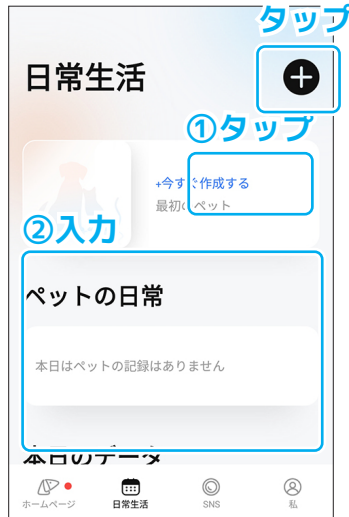 タップ
日常生活
①タップ
+今すぐ作成する
最初のペット
②入力
ペットの日常
本日はペットの記録はありません
本日のデータ
ホームページ
日常生活
SNS
私